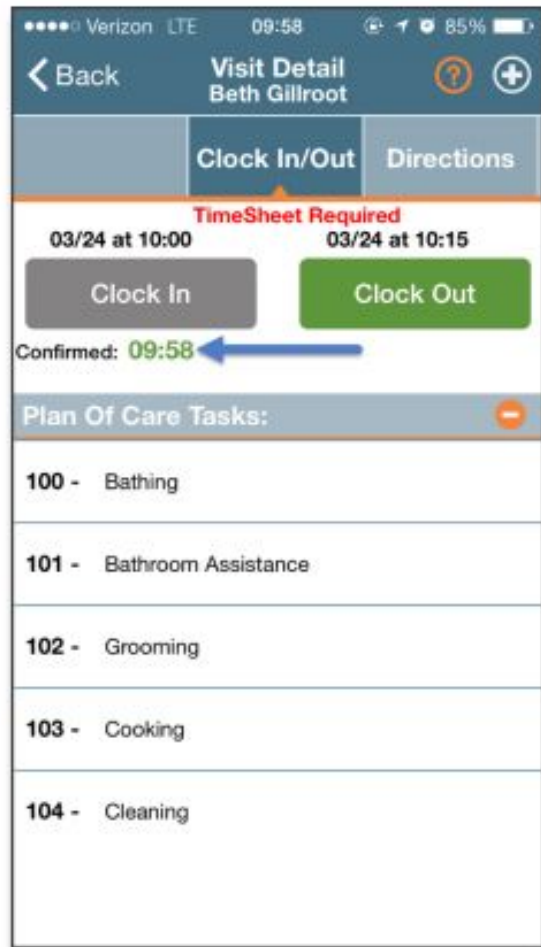 Verizon LTE 09:58 85%
Back Visit Detail
Beth Gillroot
Clock In/Out Directions
TimeSheet Required
03/24 at 10:00 03/24 at 10:15
Clock In Clock Out
Confirmed: 09:58
Plan Of Care Tasks:
100 - Bathing
101 - Bathroom Assistance
102 - Grooming
103 - Cooking
104 - Cleaning